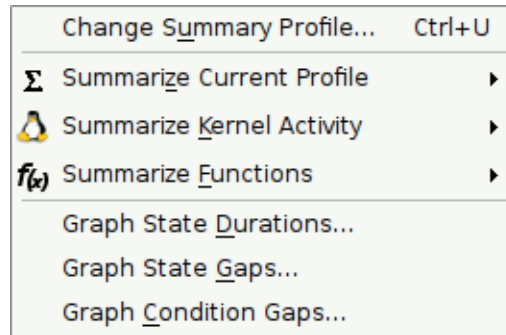 Change Summary Profile... Ctrl+U
Σ Summarize Current Profile
Summarize Kernel Activity
f(x) Summarize Functions
Graph State Durations...
Graph State Gaps...
Graph Condition Gaps...